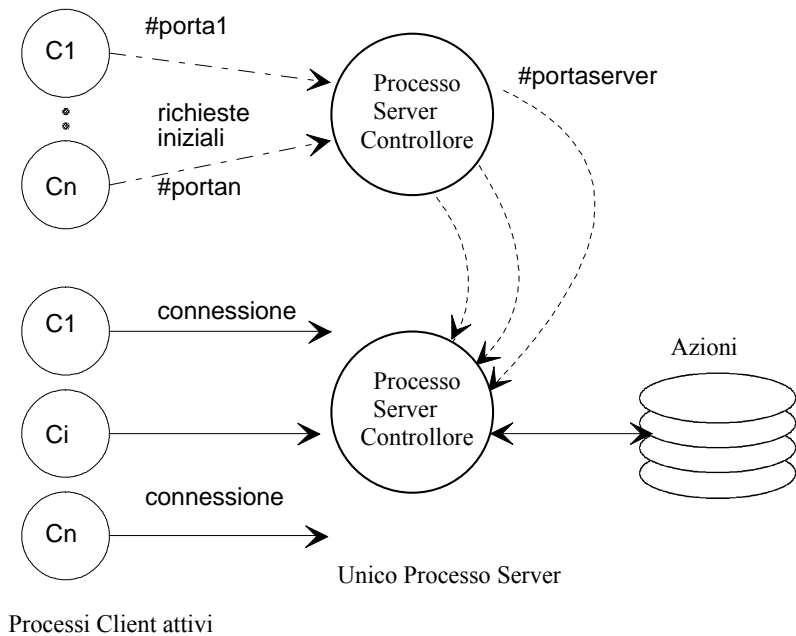 C1
#porta1
Processo
Server
Controllore
#portaserver
richieste
iniziali
Cn
#portan
C1
connessione
Azioni
Processo
Server
Controllore
Ci
connessione
Cn
Unico Processo Server
Processi Client attivi